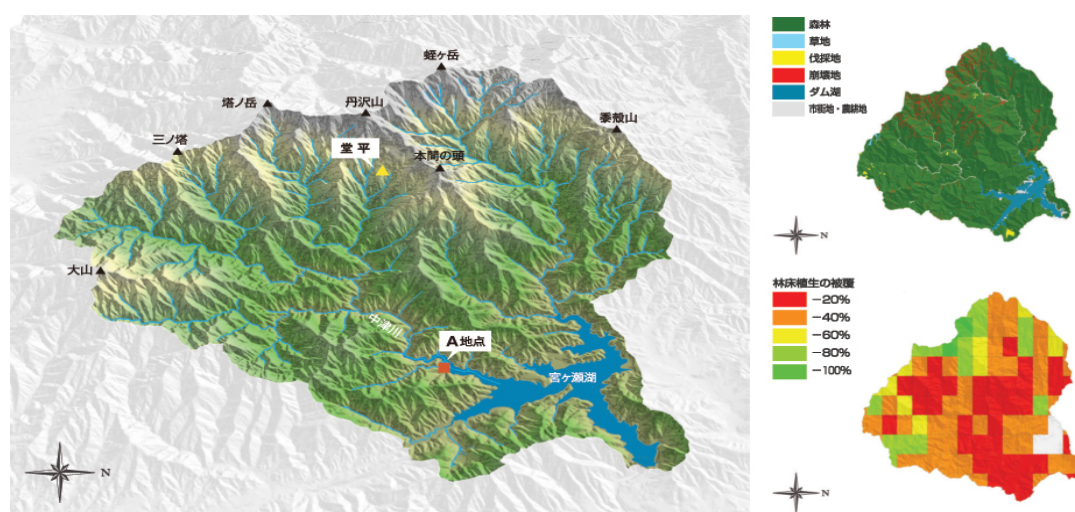 蛭ヶ岳
塔ノ岳
丹沢山
三ノ塔
堂平
本間の頭
黍殻山
大山
中津川
A地点
宮ヶ瀬湖
N
森林
草地
伐採地
崩壊地
ダム湖
市街地・農耕地
N
林床植生の被覆
−20%
−40%
−60%
−80%
−100%
N